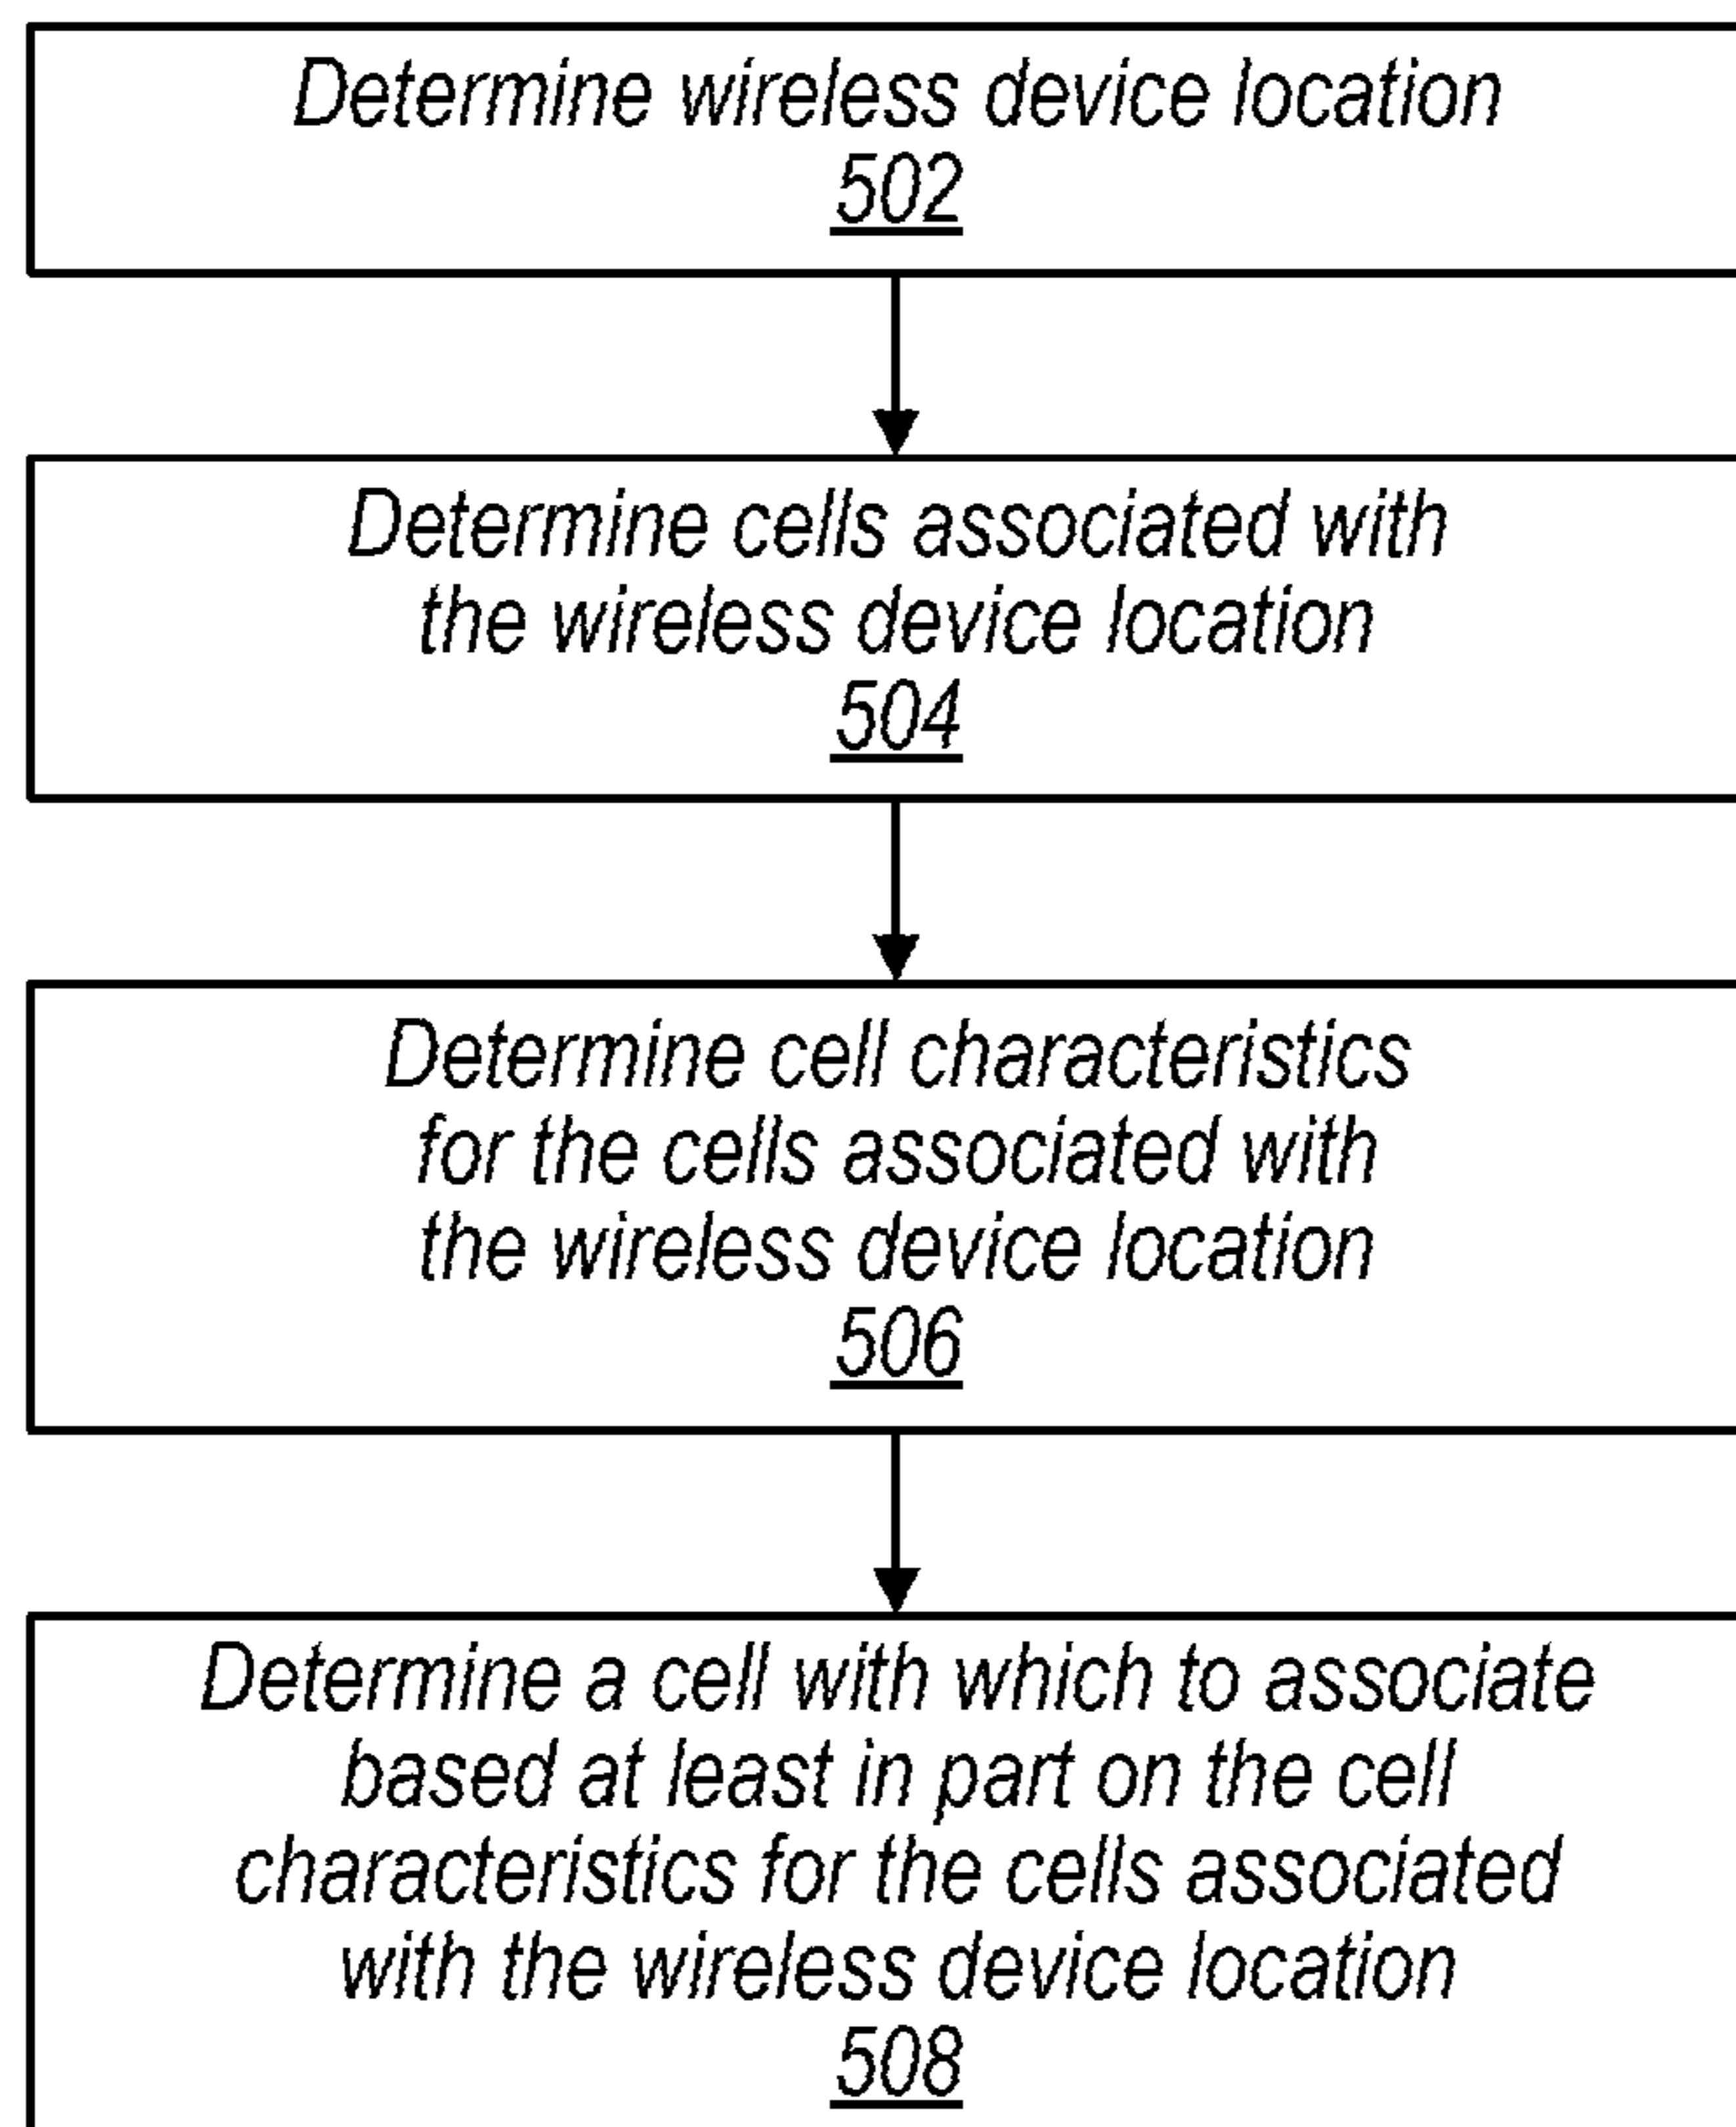 Determine wireless device location
502
Determine cells associated with
the wireless device location
504
Determine cell characteristics
for the cells associated with
the wireless device location
506
Determine a cell with which to associate
based at least in part on the cell
characteristics for the cells associated
with the wireless device location
508